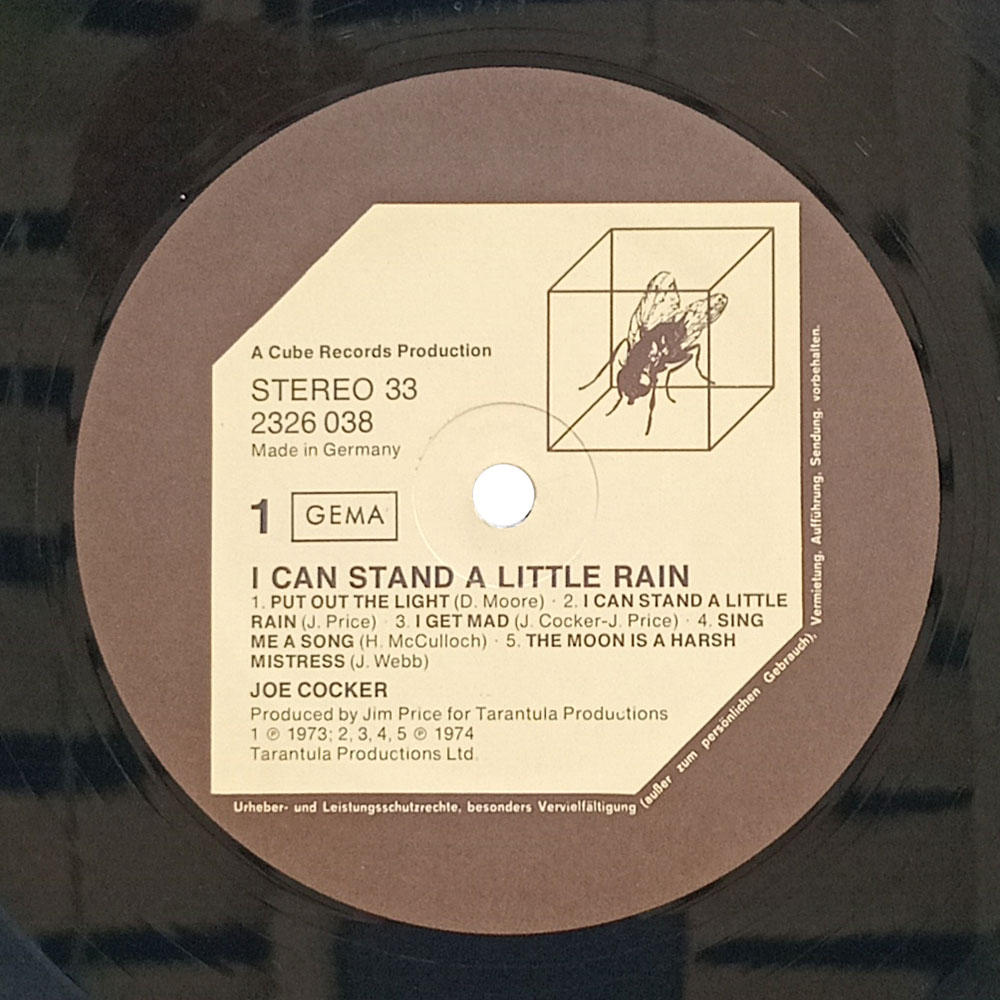 A Cube Records Production
STEREO 33
2326 038
Made in Germany
1 GEMA
I CAN STAND A LITTLE RAIN
1. PUT OUT THE LIGHT (D. Moore) · 2. I CAN STAND A LITTLE
RAIN (J. Price) · 3. I GET MAD (J. Cocker-J. Price) · 4. SING
ME A SONG (H. McCulloch) · 5. THE MOON IS A HARSH
MISTRESS (J. Webb)
JOE COCKER
Produced by Jim Price for Tarantula Productions
1 ℗ 1973; 2, 3, 4, 5 ℗ 1974
Tarantula Productions Ltd.
Urheber- und Leistungsschutzrechte, besonders Vervielfältigung (außer zum persönlichen Gebrauch), Vermietung. Aufführung. Sendung. vorbehalten.